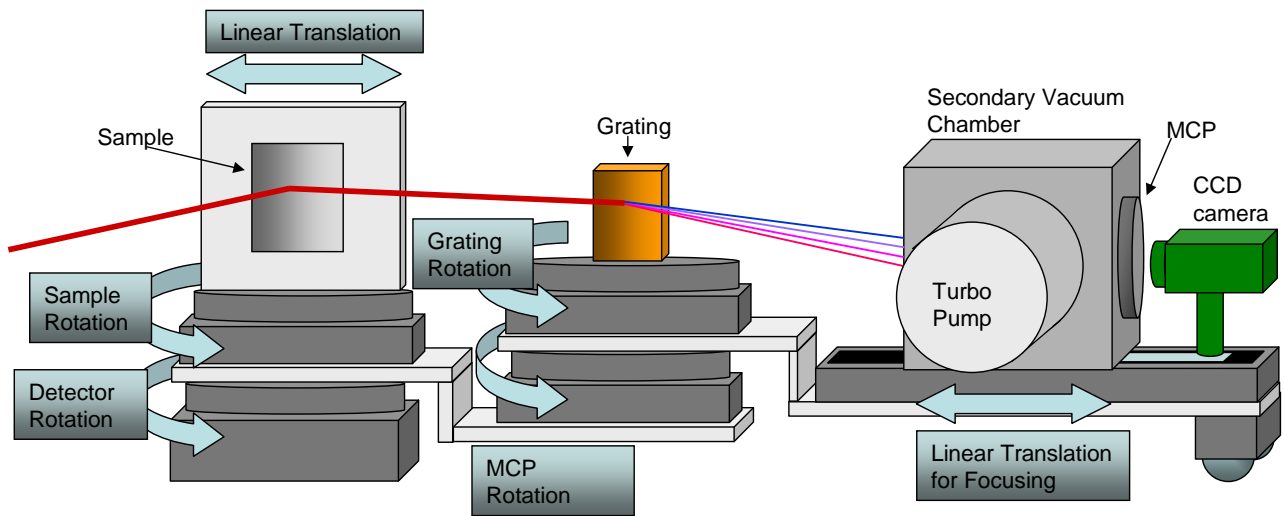 Linear Translation
Sample
Grating
Secondary Vacuum
Chamber
MCP
CCD
camera
Grating
Rotation
Sample
Rotation
Turbo
Pump
Detector
Rotation
MCP
Rotation
Linear Translation
for Focusing